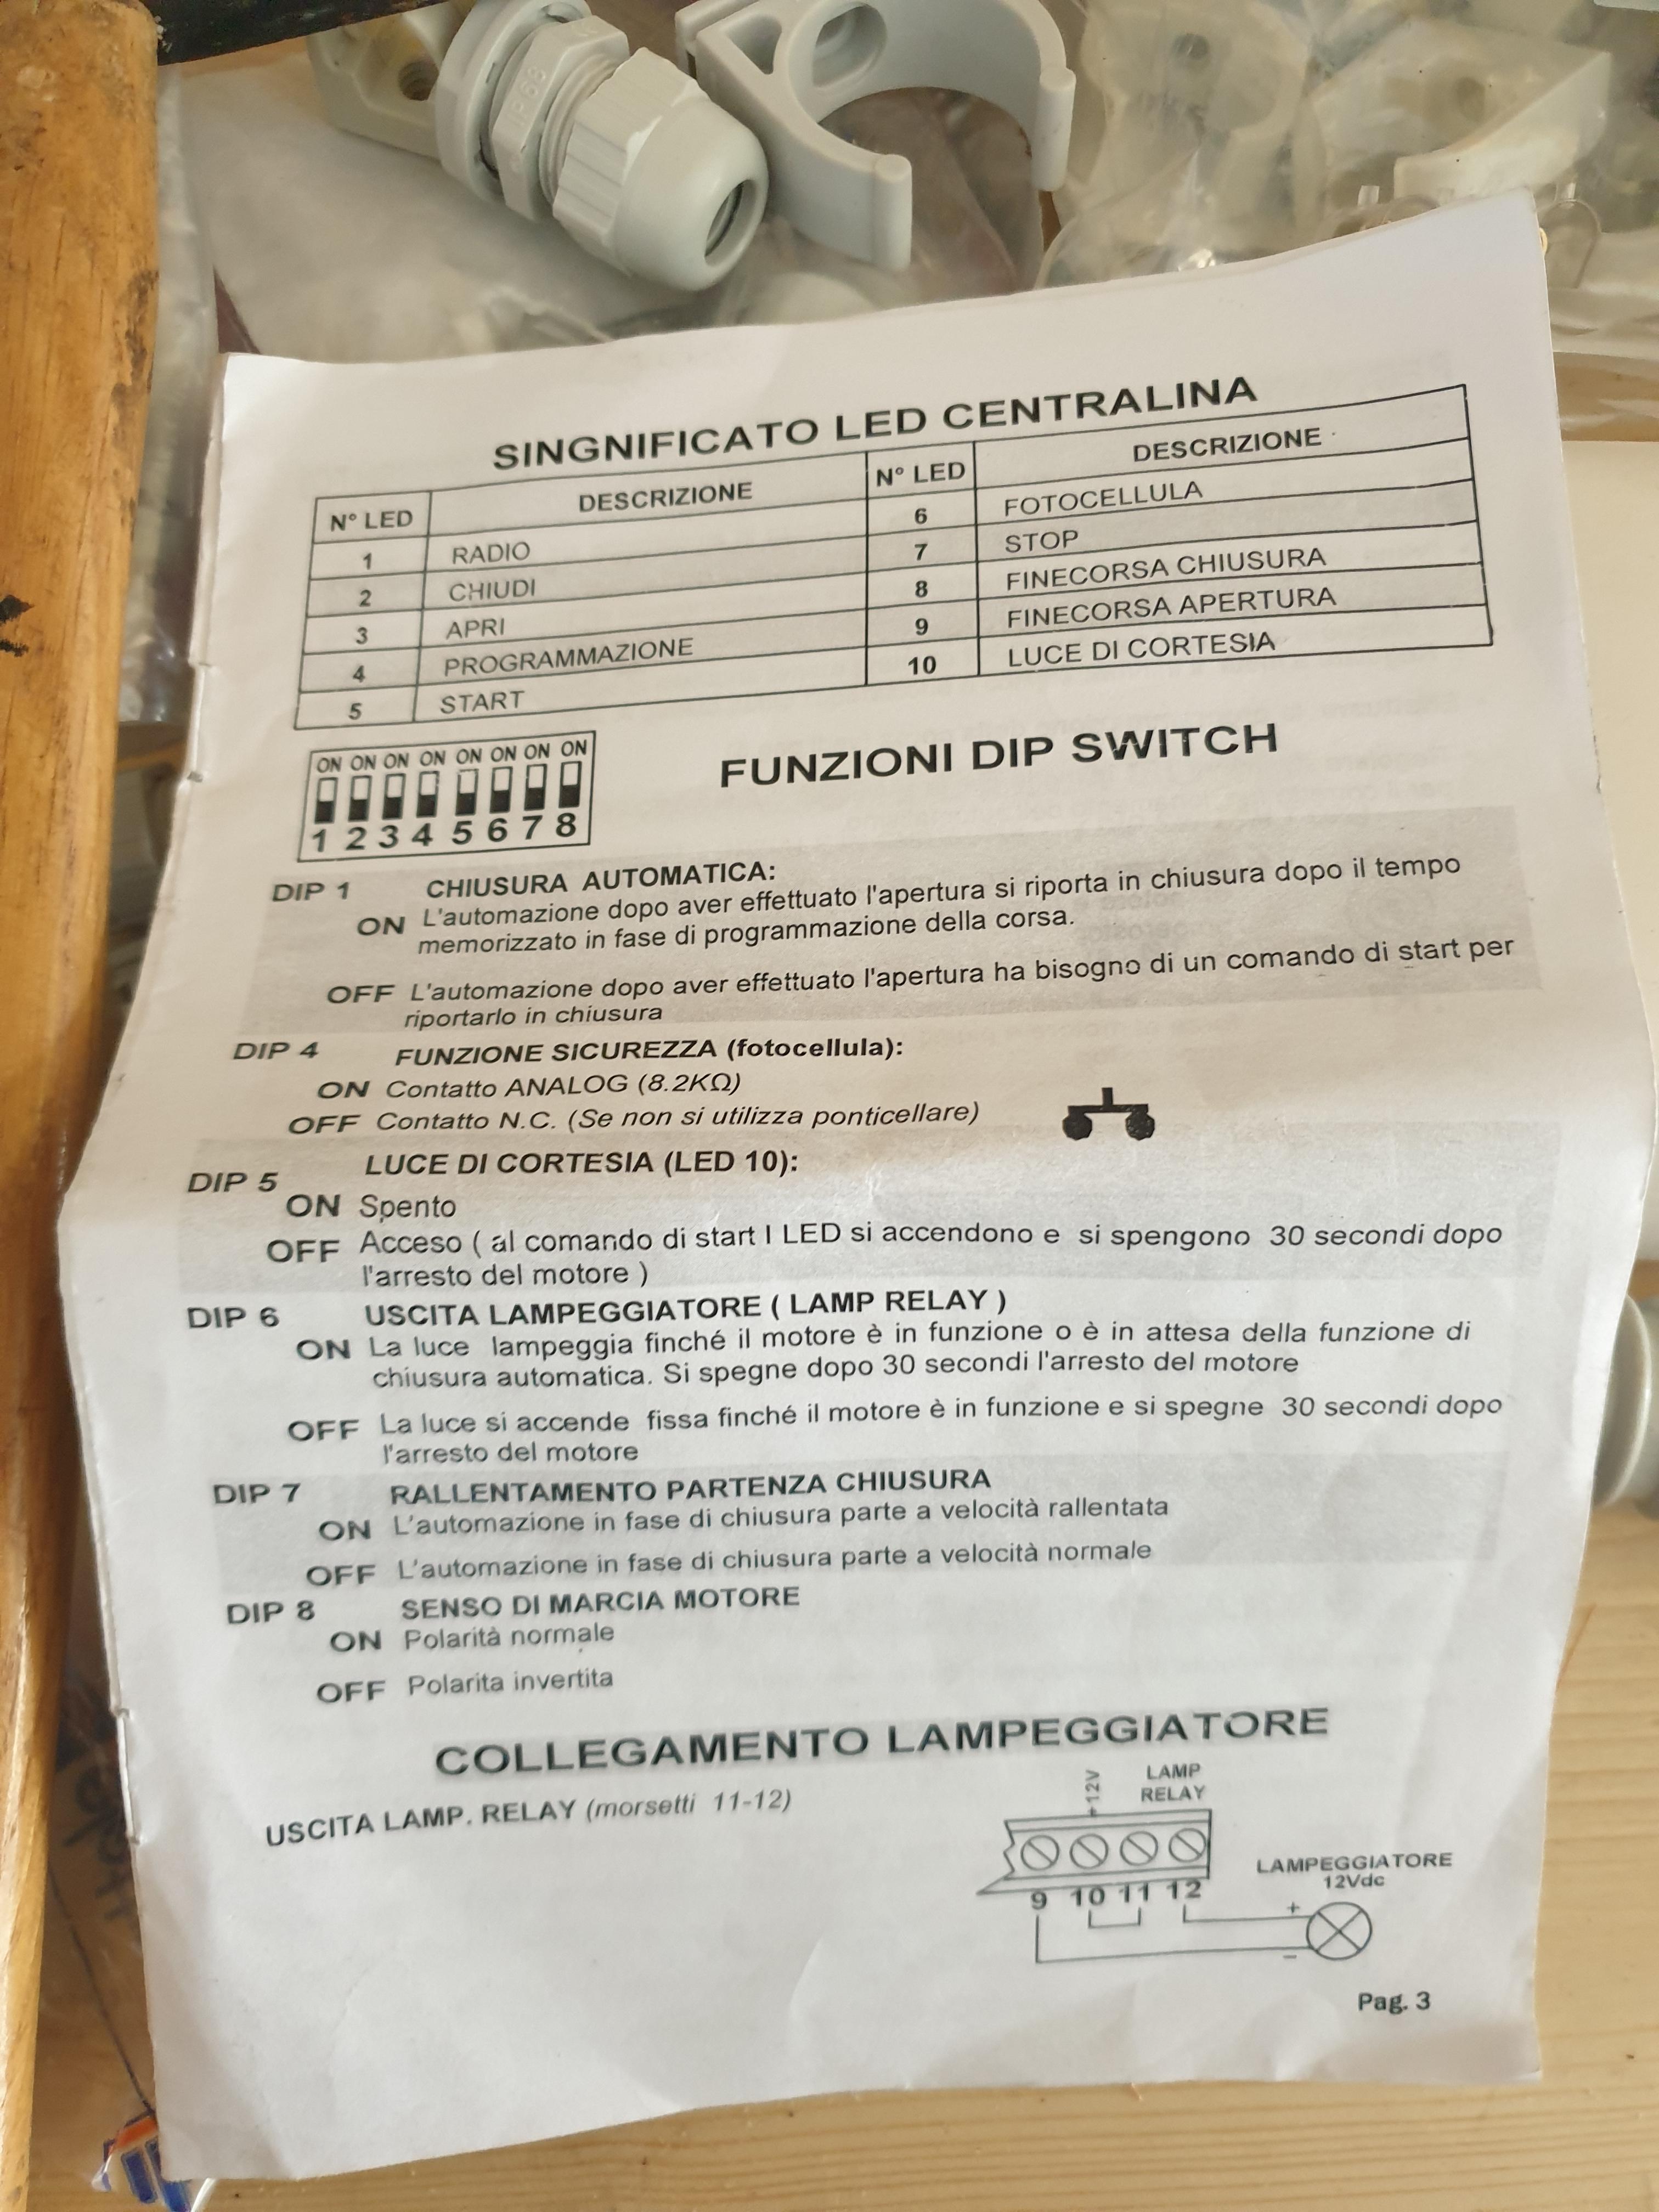 IP68
SINGNIFICATO LED CENTRALINA
N° LED DESCRIZIONE N° LED DESCRIZIONE
1 RADIO 6 FOTOCELLULA
2 CHIUDI 7 STOP
3 APRI 8 FINECORSA CHIUSURA
4 PROGRAMMAZIONE 9 FINECORSA APERTURA
5 START 10 LUCE DI CORTESIA
ON ON ON ON ON ON ON ON
1 2 3 4 5 6 7 8
FUNZIONI DIP SWITCH
DIP 1 CHIUSURA AUTOMATICA:
ON L'automazione dopo aver effettuato l'apertura si riporta in chiusura dopo il tempo
memorizzato in fase di programmazione della corsa.
OFF L'automazione dopo aver effettuato l'apertura ha bisogno di un comando di start per
riportarlo in chiusura
DIP 4 FUNZIONE SICUREZZA (fotocellula):
ON Contatto ANALOG (8.2KΩ)
OFF Contatto N.C. (Se non si utilizza ponticellare)
DIP 5 LUCE DI CORTESIA (LED 10):
ON Spento
OFF Acceso ( al comando di start I LED si accendono e si spengono 30 secondi dopo
l'arresto del motore )
DIP 6 USCITA LAMPEGGIATORE ( LAMP RELAY )
ON La luce lampeggia finché il motore è in funzione o è in attesa della funzione di
chiusura automatica. Si spegne dopo 30 secondi l'arresto del motore
OFF La luce si accende fissa finché il motore è in funzione e si spegne 30 secondi dopo
l'arresto del motore
DIP 7 RALLENTAMENTO PARTENZA CHIUSURA
ON L'automazione in fase di chiusura parte a velocità rallentata
OFF L'automazione in fase di chiusura parte a velocità normale
DIP 8 SENSO DI MARCIA MOTORE
ON Polarità normale
OFF Polarita invertita
COLLEGAMENTO LAMPEGGIATORE
USCITA LAMP. RELAY (morsetti 11-12)
+12V
LAMP
RELAY
9 10 11 12
LAMPEGGIATORE
12Vdc
+
−
Pag. 3